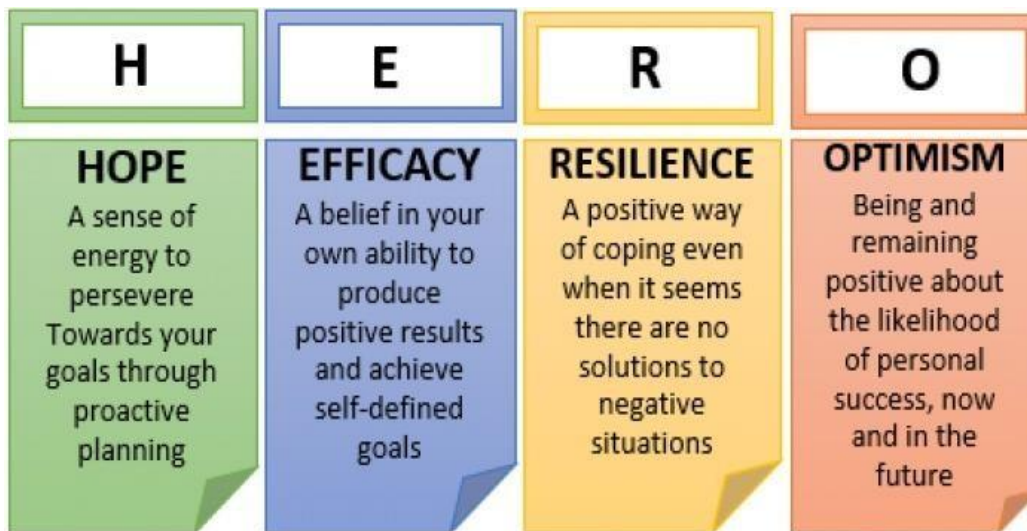 H
E
R
O
HOPE
A sense of
energy to
persevere
Towards your
goals through
proactive
planning
EFFICACY
A belief in your
own ability to
produce
positive results
and achieve
self-defined
goals
RESILIENCE
A positive way
of coping even
when it seems
there are no
solutions to
negative
situations
OPTIMISM
Being and
remaining
positive about
the likelihood
of personal
success, now
and in the
future